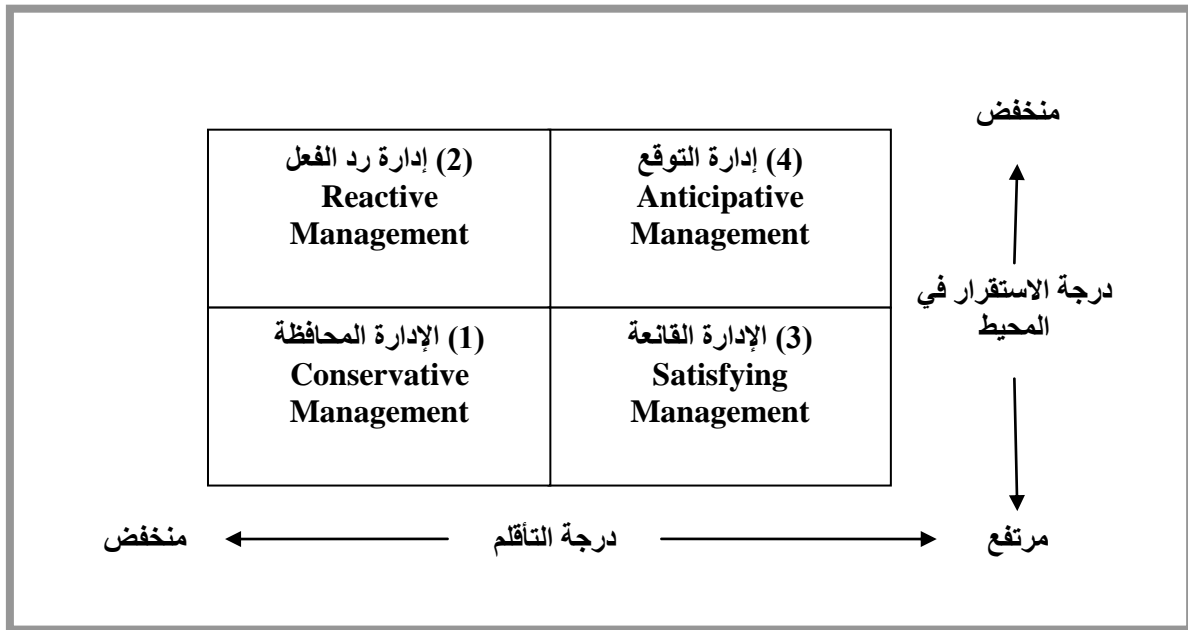 منخفض
(2) إدارة رد الفعل
Reactive
Management
(4) إدارة التوقع
Anticipative
Management
درجة الاستقرار في
المحيط
(1) الإدارة المحافظة
Conservative
Management
(3) الإدارة القانعة
Satisfying
Management
مرتفع
درجة التأقلم
منخفض